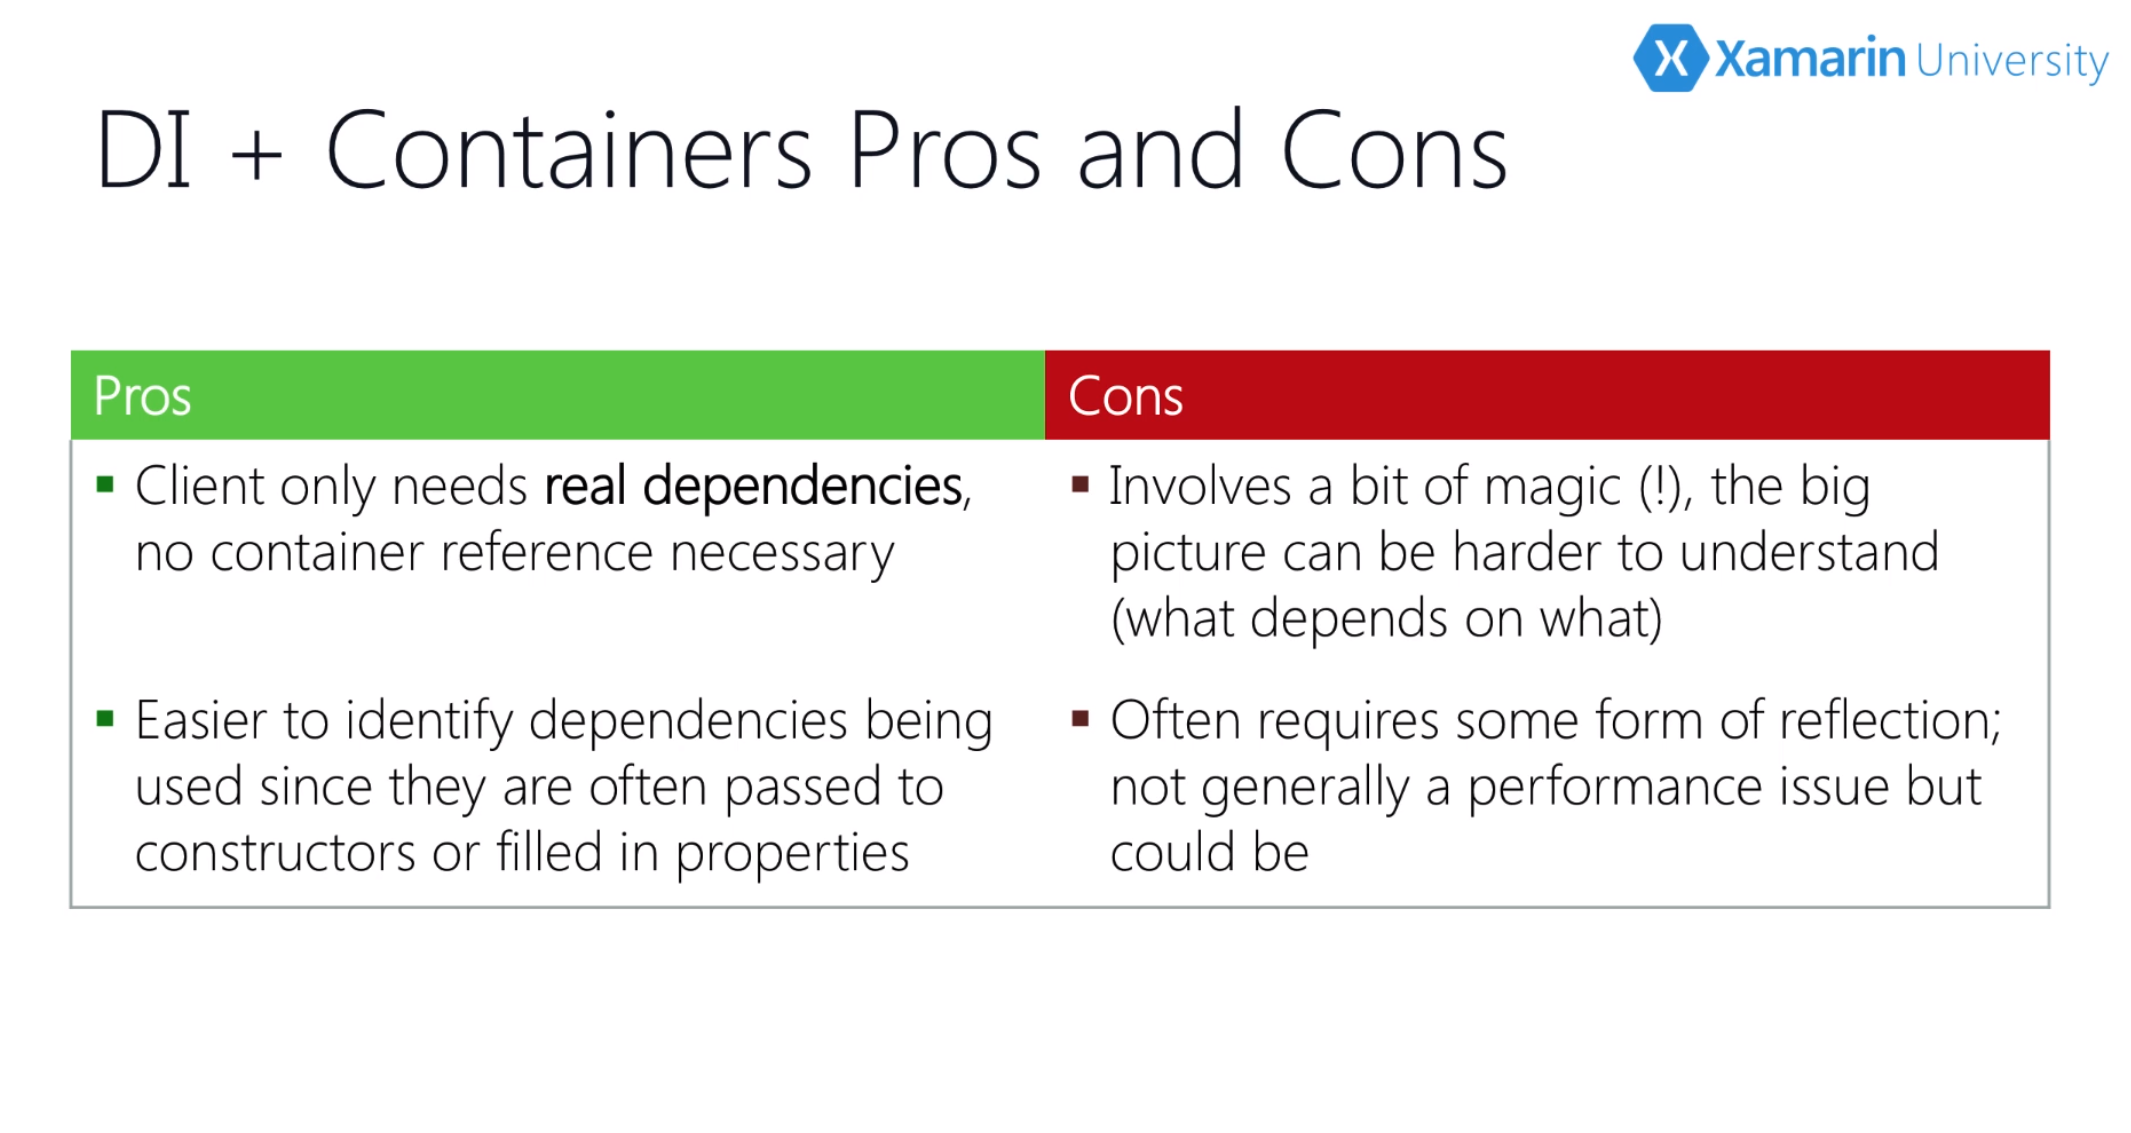 Xamarin University
DI + Containers Pros and Cons
Pros
Cons
▪ Client only needs real dependencies,
no container reference necessary
▪ Involves a bit of magic (!), the big
picture can be harder to understand
(what depends on what)
▪ Easier to identify dependencies being
used since they are often passed to
constructors or filled in properties
▪ Often requires some form of reflection;
not generally a performance issue but
could be